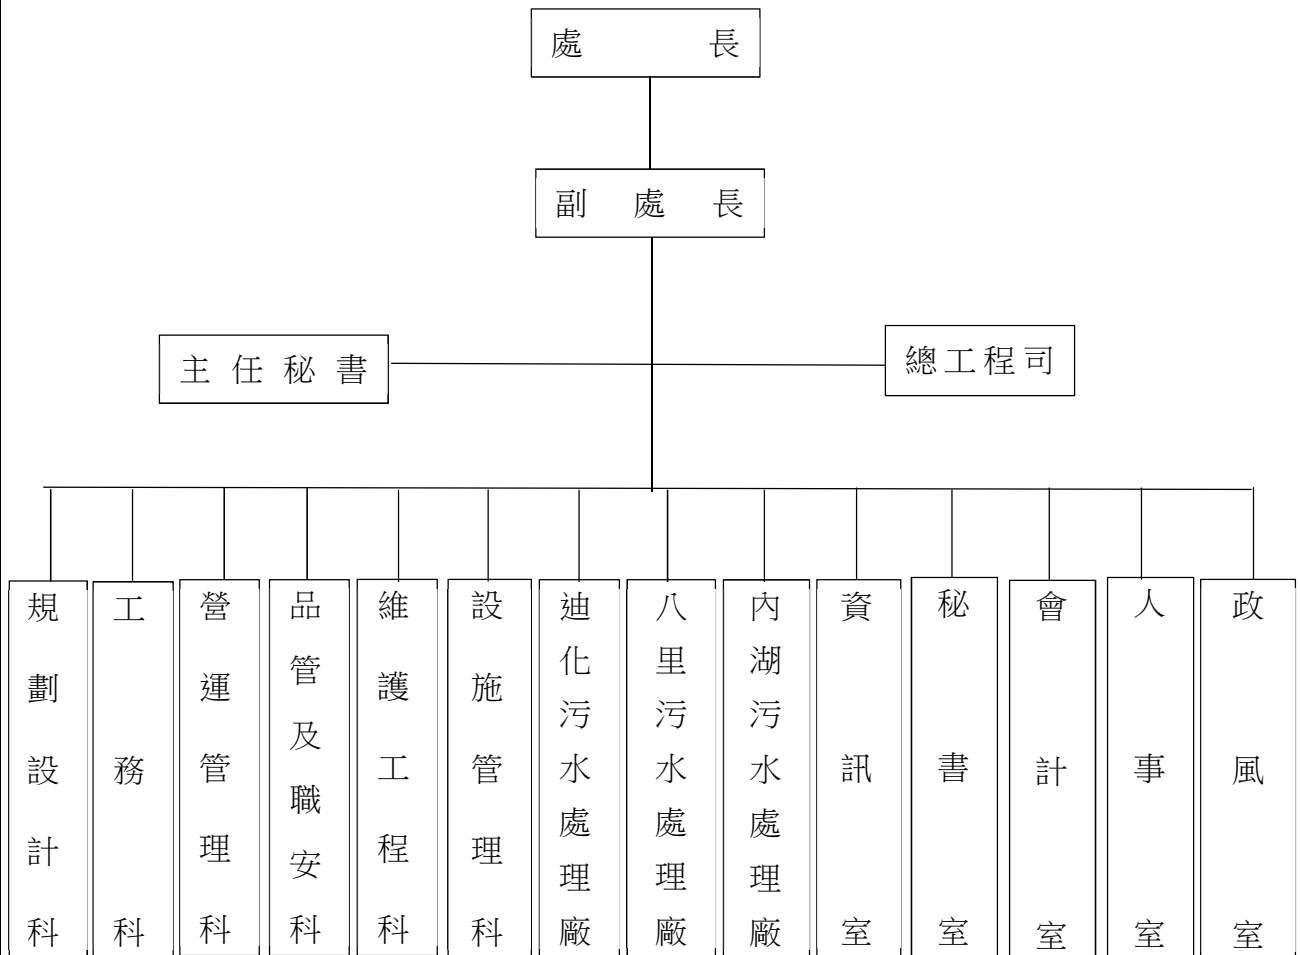 處長
副處長
主任秘書
總工程司
規劃設計科
工務科
營運管理科
品管及職安科
維護工程科
設施管理科
迪化污水處理廠
八里污水處理廠
內湖污水處理廠
資訊室
秘書室
會計室
人事室
政風室